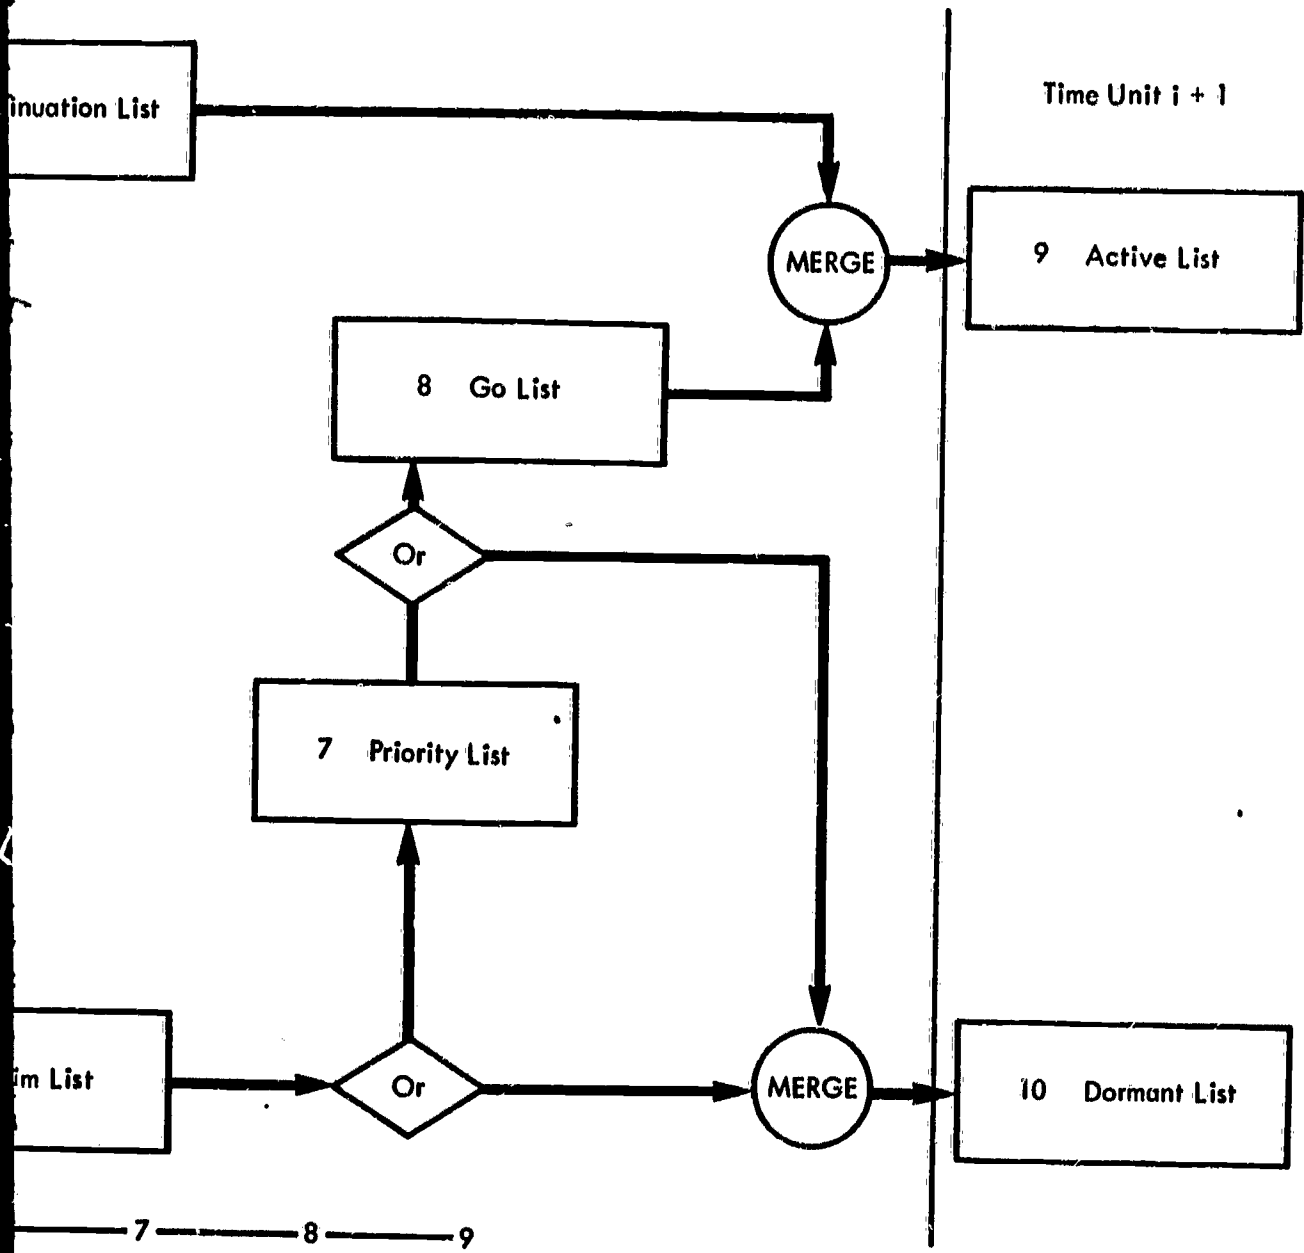 inuation List
Time Unit i + 1
MERGE
9 Active List
8 Go List
Or
7 Priority List
im List
Or
MERGE
10 Dormant List
7 8 9